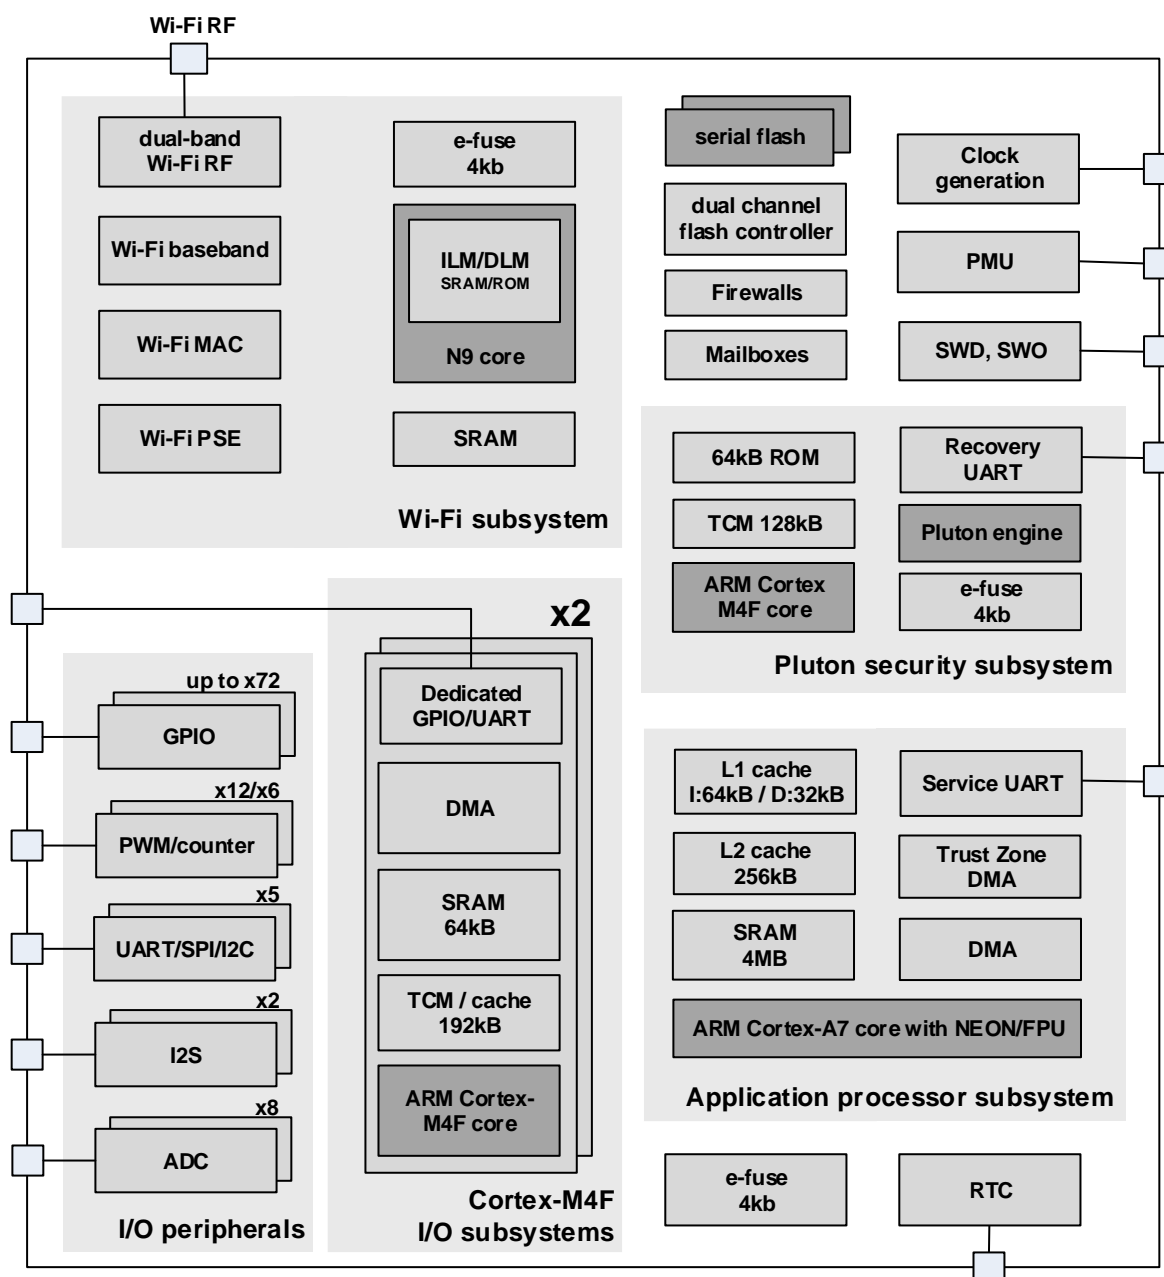 Wi-Fi RF
dual-band
Wi-Fi RF
Wi-Fi baseband
Wi-Fi MAC
Wi-Fi PSE
e-fuse
4kb
ILM/DLM
SRAM/ROM
N9 core
SRAM
Wi-Fi subsystem
serial flash
dual channel
flash controller
Firewalls
Mailboxes
Clock
generation
PMU
SWD, SWO
64kB ROM
TCM 128kB
ARM Cortex
M4F core
Recovery
UART
Pluton engine
e-fuse
4kb
Pluton security subsystem
up to x72
GPIO
x12/x6
PWM/counter
x5
UART/SPI/I2C
x2
I2S
x8
ADC
I/O peripherals
x2
Dedicated
GPIO/UART
DMA
SRAM
64kB
TCM / cache
192kB
ARM Cortex-
M4F core
Cortex-M4F
I/O subsystems
L1 cache
I:64kB / D:32kB
L2 cache
256kB
SRAM
4MB
Service UART
Trust Zone
DMA
DMA
ARM Cortex-A7 core with NEON/FPU
Application processor subsystem
e-fuse
4kb
RTC